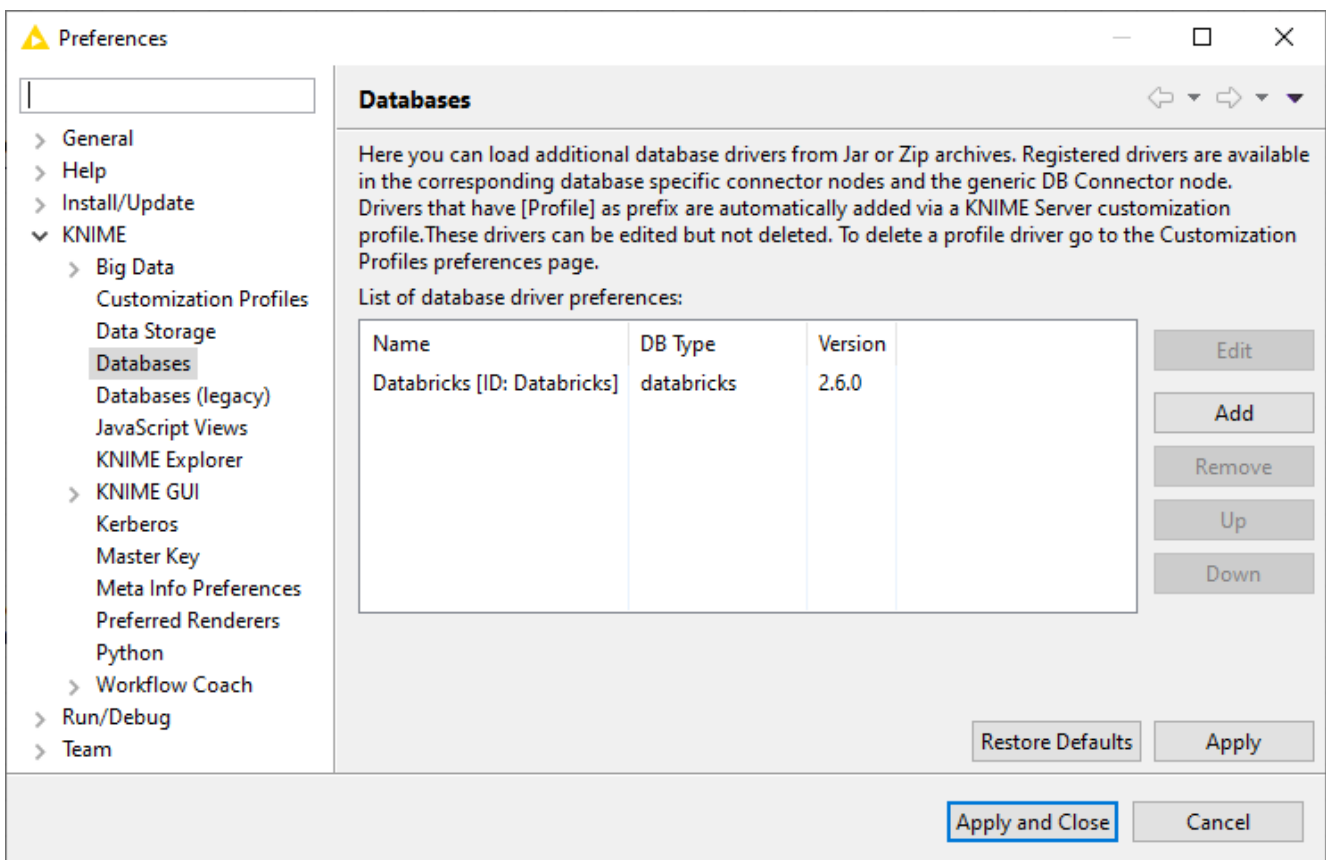 Preferences
Databases
General
Help
Install/Update
KNIME
Big Data
Customization Profiles
Data Storage
Databases
Databases (legacy)
JavaScript Views
KNIME Explorer
KNIME GUI
Kerberos
Master Key
Meta Info Preferences
Preferred Renderers
Python
Workflow Coach
Run/Debug
Team
Here you can load additional database drivers from Jar or Zip archives. Registered drivers are available
in the corresponding database specific connector nodes and the generic DB Connector node.
Drivers that have [Profile] as prefix are automatically added via a KNIME Server customization
profile.These drivers can be edited but not deleted. To delete a profile driver go to the Customization
Profiles preferences page.
List of database driver preferences:
Name DB Type Version
Databricks [ID: Databricks] databricks 2.6.0
Edit
Add
Remove
Up
Down
Restore Defaults Apply
Apply and Close Cancel